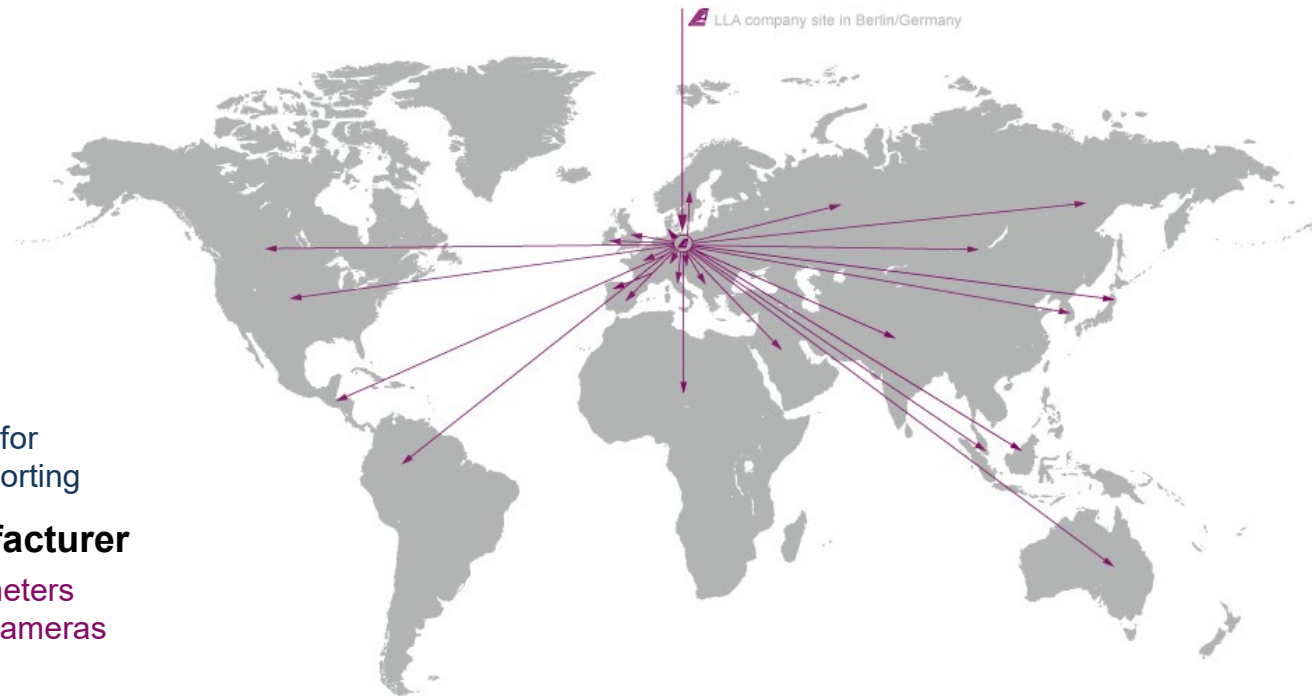 LLA company site in Berlin/Germany
for
orting
facturer
neters
ameras